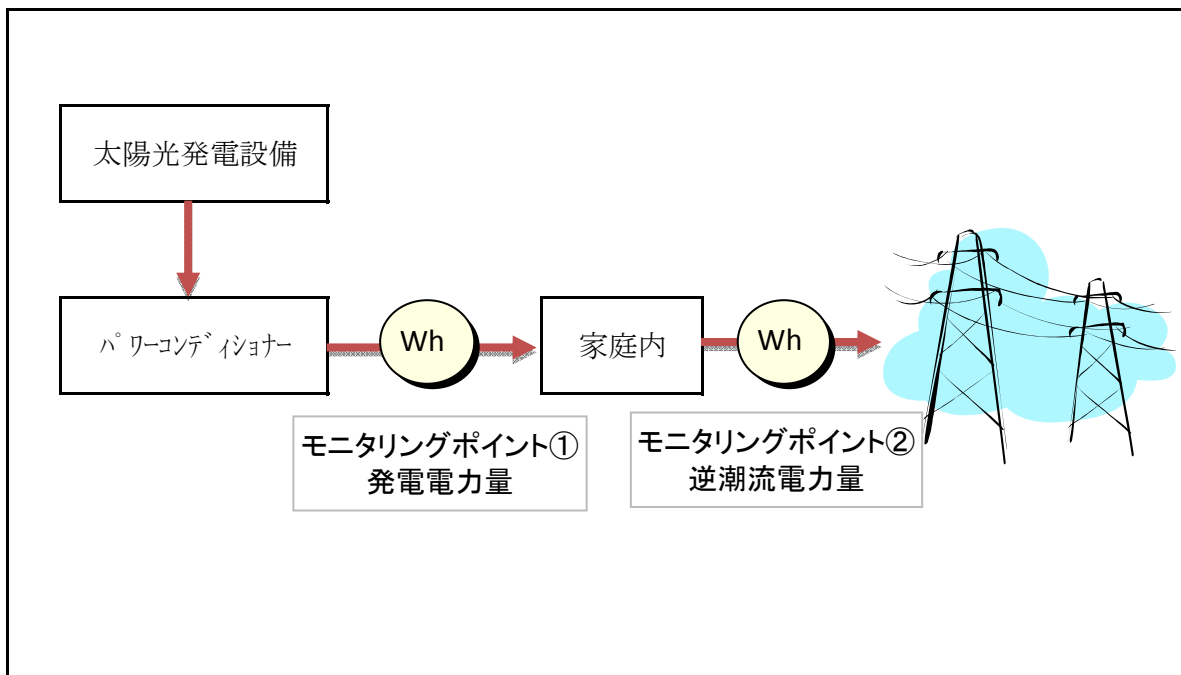 太陽光発電設備
パワーコンディショナー
Wh
家庭内
Wh
モニタリングポイント①
発電電力量
モニタリングポイント②
逆潮流電力量